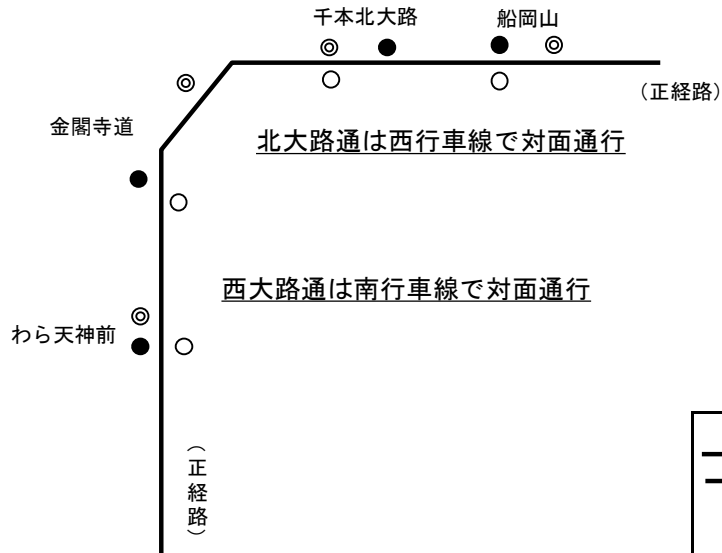 千本北大路
船岡山
（正経路）
金閣寺道
北大路通は西行車線で対面通行
西大路通は南行車線で対面通行
わら天神前
（正経路）